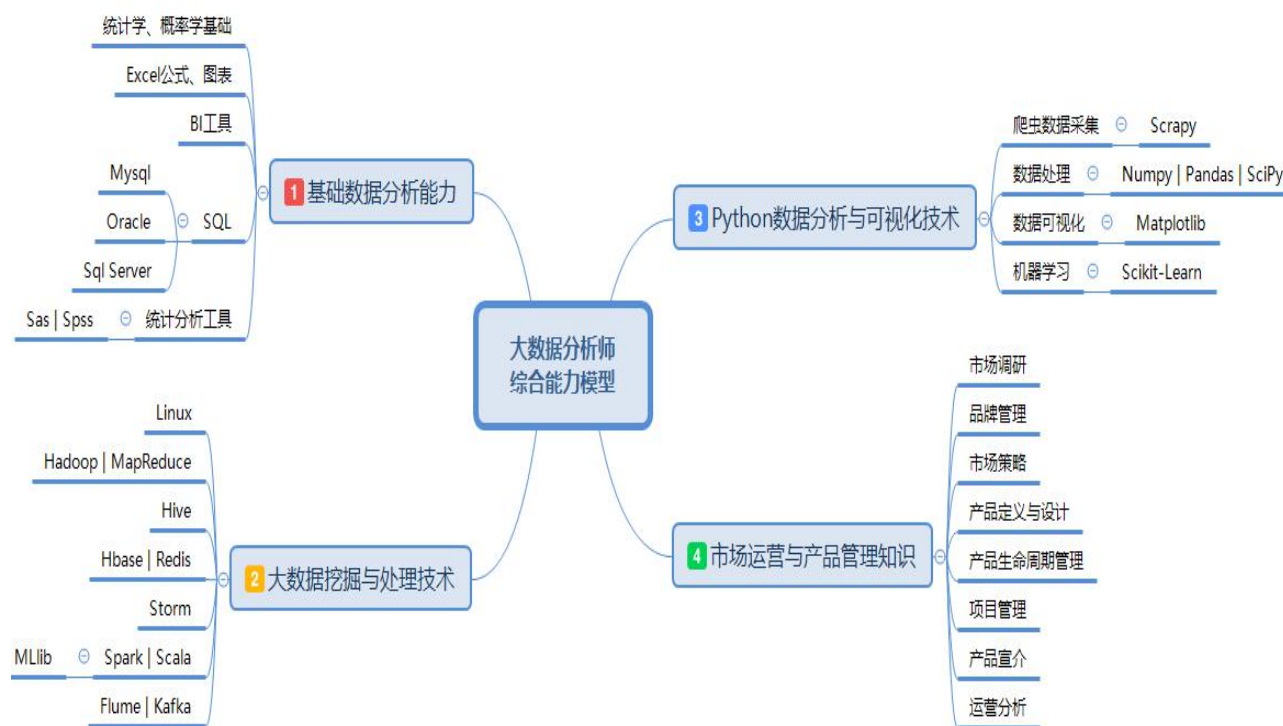 大数据分析师
综合能力模型
1 基础数据分析能力
统计学、概率学基础
Excel公式、图表
BI工具
SQL
Mysql
Oracle
Sql Server
统计分析工具
Sas | Spss
2 大数据挖掘与处理技术
Linux
Hadoop | MapReduce
Hive
Hbase | Redis
Storm
Spark | Scala
MLlib
Flume | Kafka
3 Python数据分析与可视化技术
爬虫数据采集
Scrapy
数据处理
Numpy | Pandas | SciPy
数据可视化
Matplotlib
机器学习
Scikit-Learn
4 市场运营与产品管理知识
市场调研
品牌管理
市场策略
产品定义与设计
产品生命周期管理
项目管理
产品宣介
运营分析